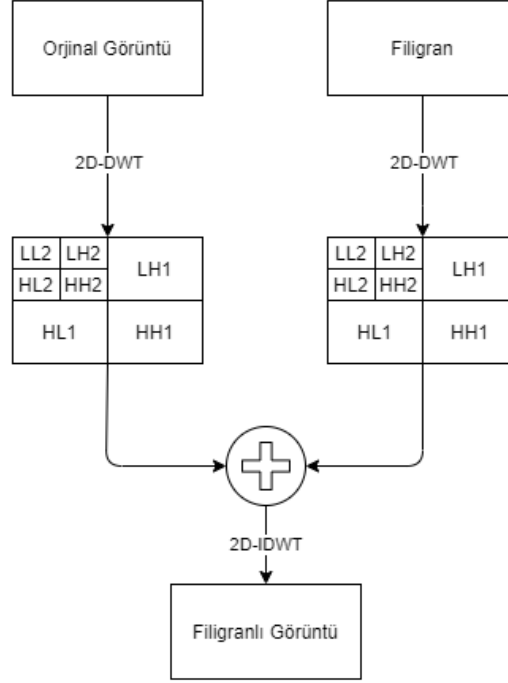 Orjinal Görüntü
Filigran
2D-DWT
2D-DWT
LL2 LH2 LH1
HL2 HH2
HL1 HH1
LL2 LH2 LH1
HL2 HH2
HL1 HH1
2D-IDWT
Filigranlı Görüntü